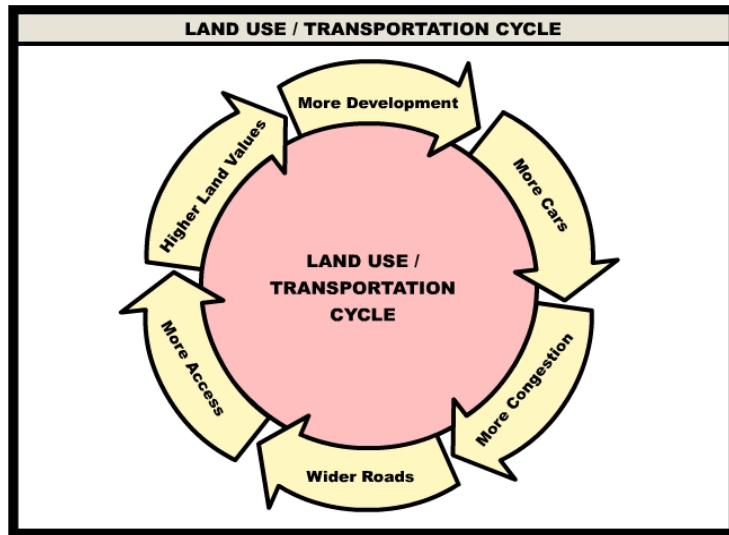 LAND USE / TRANSPORTATION CYCLE
More Development
More Cars
More Congestion
Wider Roads
More Access
Higher Land Values
LAND USE /
TRANSPORTATION
CYCLE